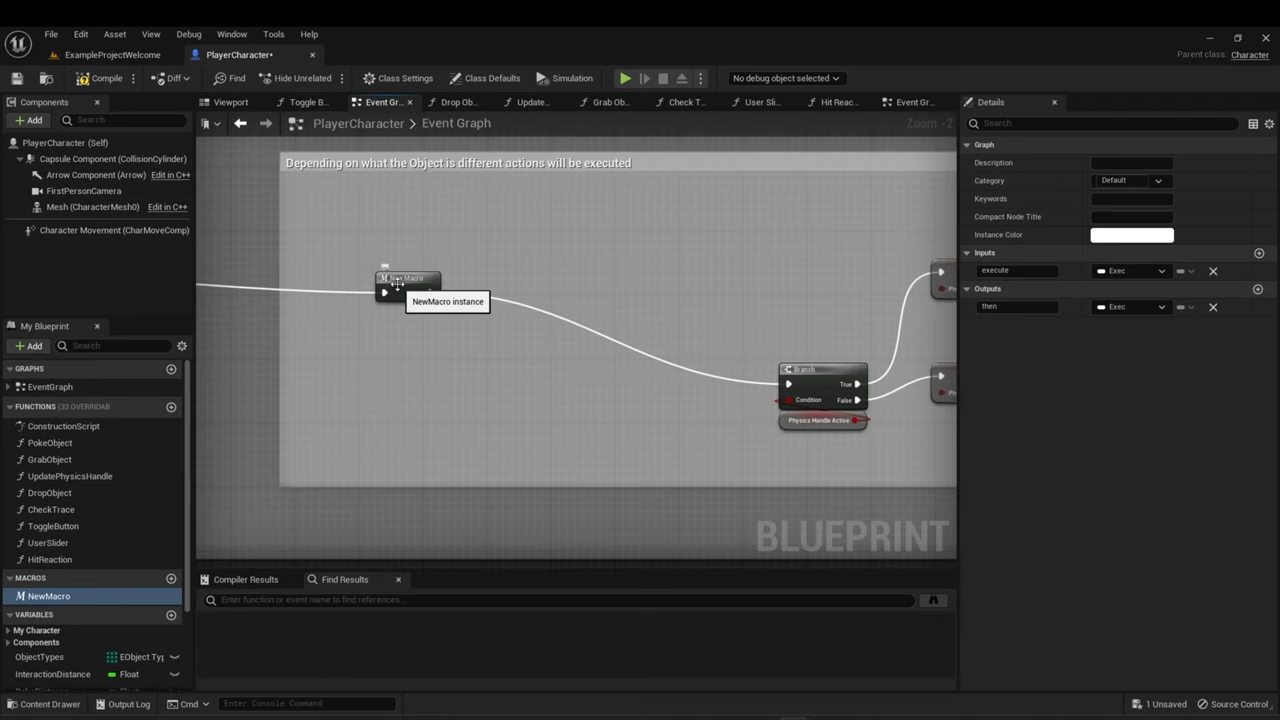 File Edit Asset View Debug Window Tools Help
ExampleProjectWelcome PlayerCharacter•
Parent class: Character
Compile Diff Find Hide Unrelated Class Settings Class Defaults Simulation No debug object selected
Components
Viewport Toggle B... Event Gr... Drop Ob... Update... Grab Ob... Check T... User Sli... Hit Reac... Event Gr...
Details
Add Search
PlayerCharacter > Event Graph Zoom -2
Search
PlayerCharacter (Self)
Capsule Component (CollisionCylinder)
Arrow Component (Arrow) Edit in C++
FirstPersonCamera
Mesh (CharacterMesh0) Edit in C++
Character Movement (CharMoveComp)
Depending on what the Object is different actions will be executed
New Macro
NewMacro instance
Branch
True
Condition False
Physics Handle Active
BLUEPRINT
Graph
Description
Category Default
Keywords
Compact Node Title
Instance Color
Inputs
execute Exec
Outputs
then Exec
My Blueprint
Add Search
GRAPHS
EventGraph
FUNCTIONS (33 OVERRIDAB
ConstructionScript
PokeObject
GrabObject
UpdatePhysicsHandle
DropObject
CheckTrace
ToggleButton
UserSlider
HitReaction
MACROS
NewMacro
VARIABLES
My Character
Components
ObjectTypes EObject Typ
InteractionDistance Float
Compiler Results Find Results
Enter function or event name to find references...
Content Drawer Output Log Cmd Enter Console Command 1 Unsaved Source Control